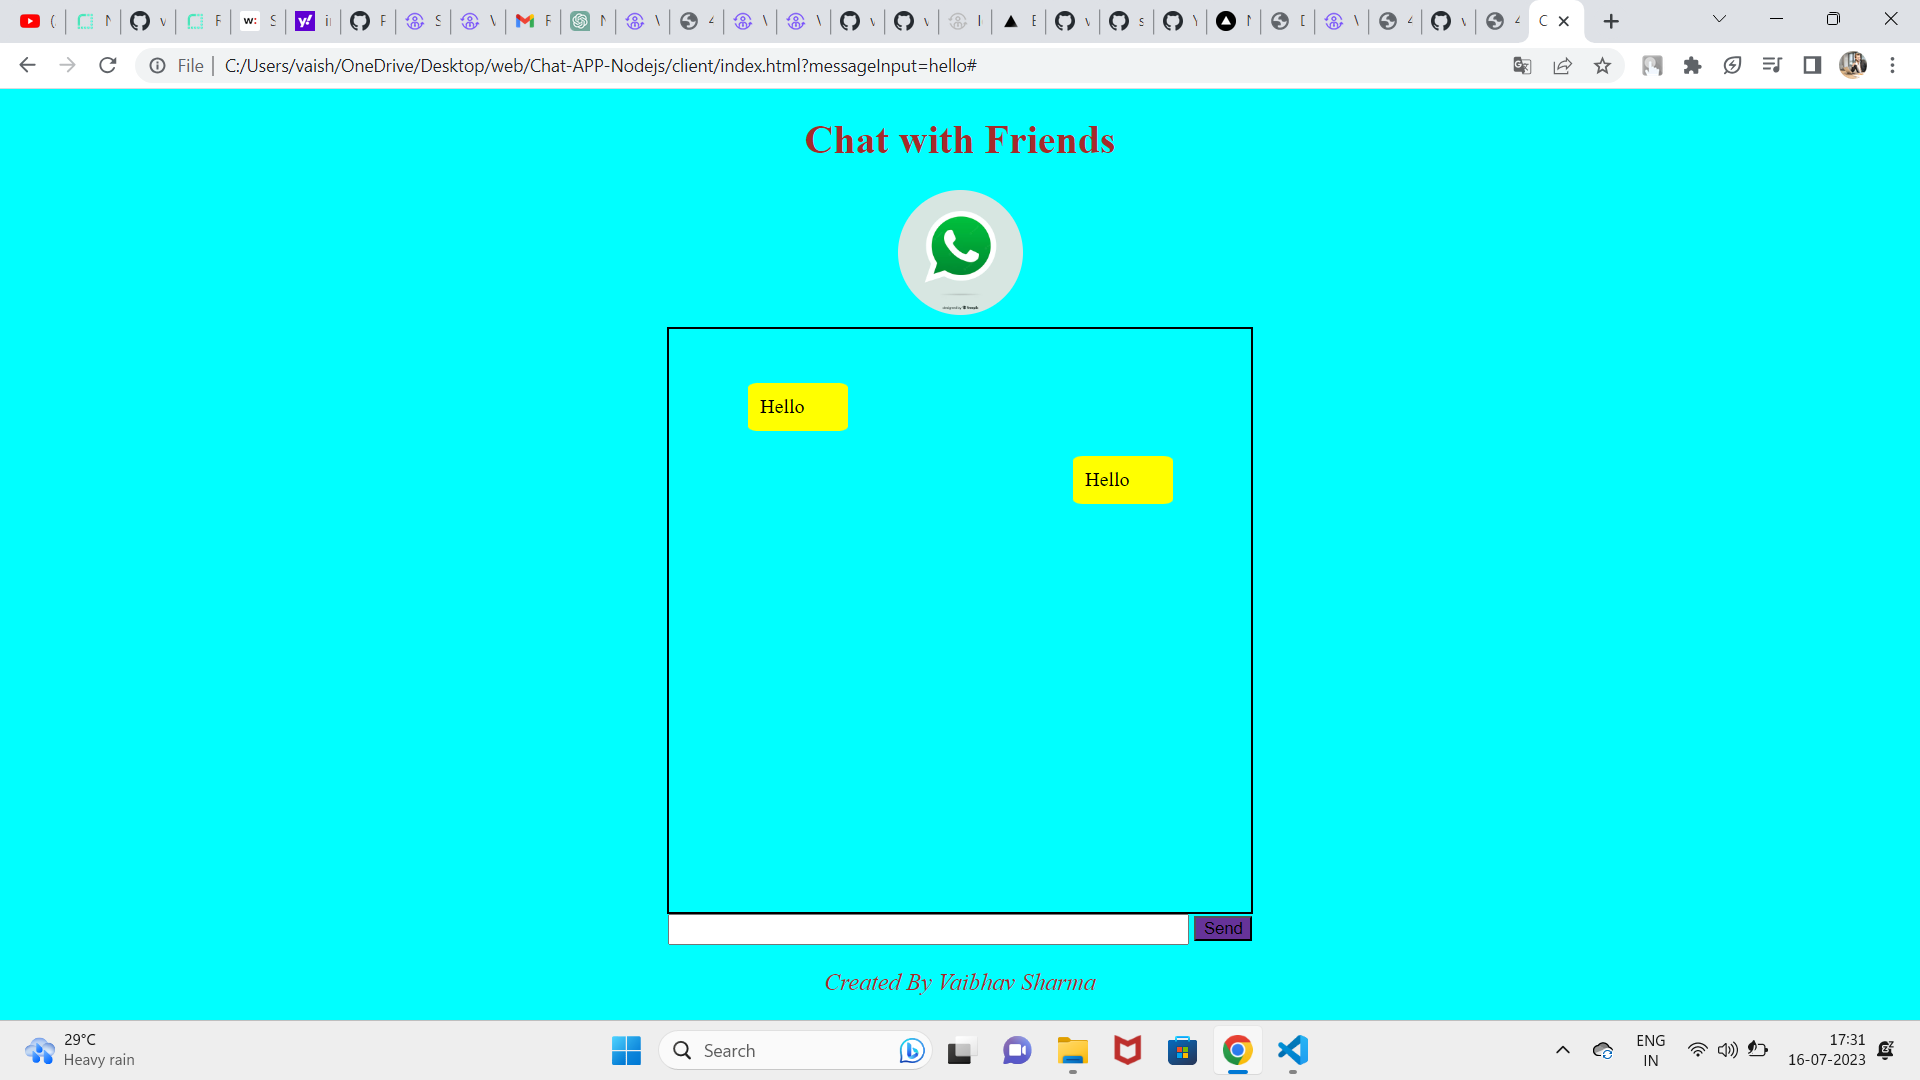 File
C:/Users/vaish/OneDrive/Desktop/web/Chat-APP-Nodejs/client/index.html?messageInput=hello#
Chat with Friends
Hello
Hello
Send
Created By Vaibhav Sharma
29°C
Heavy rain
Search
ENG
IN
17:31
16-07-2023